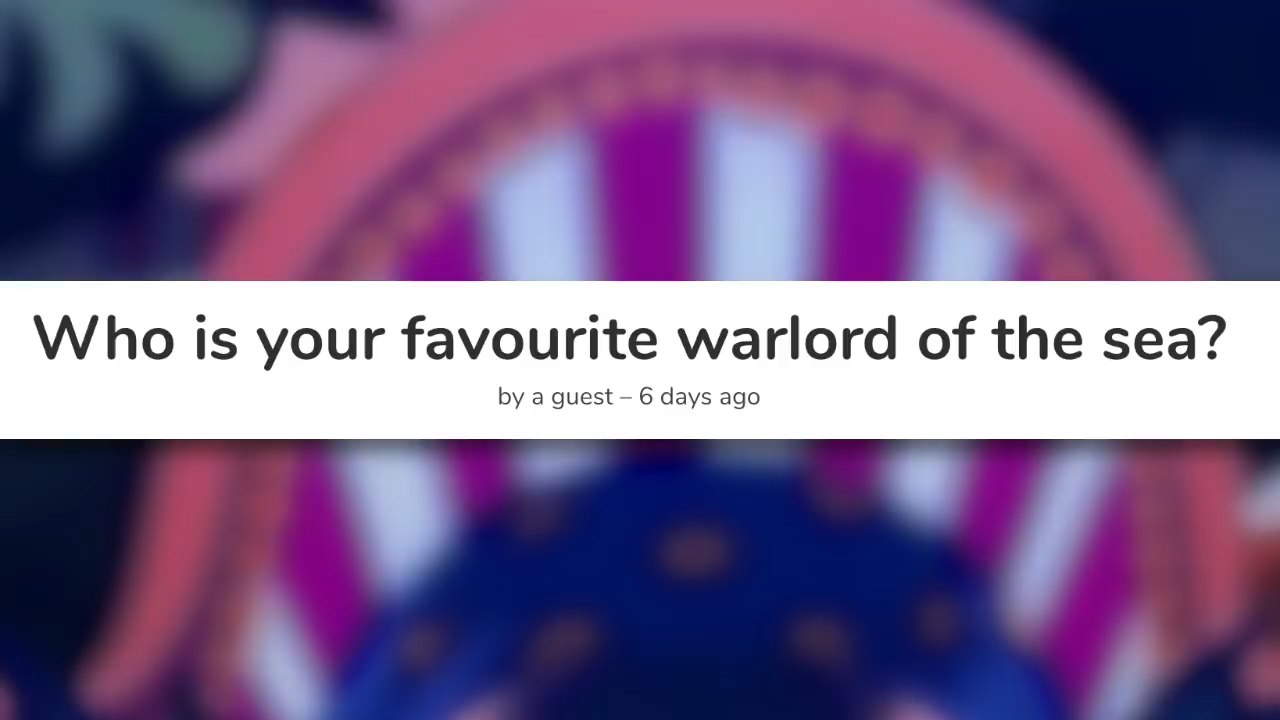 Who is your favourite warlord of the sea?
by a guest – 6 days ago